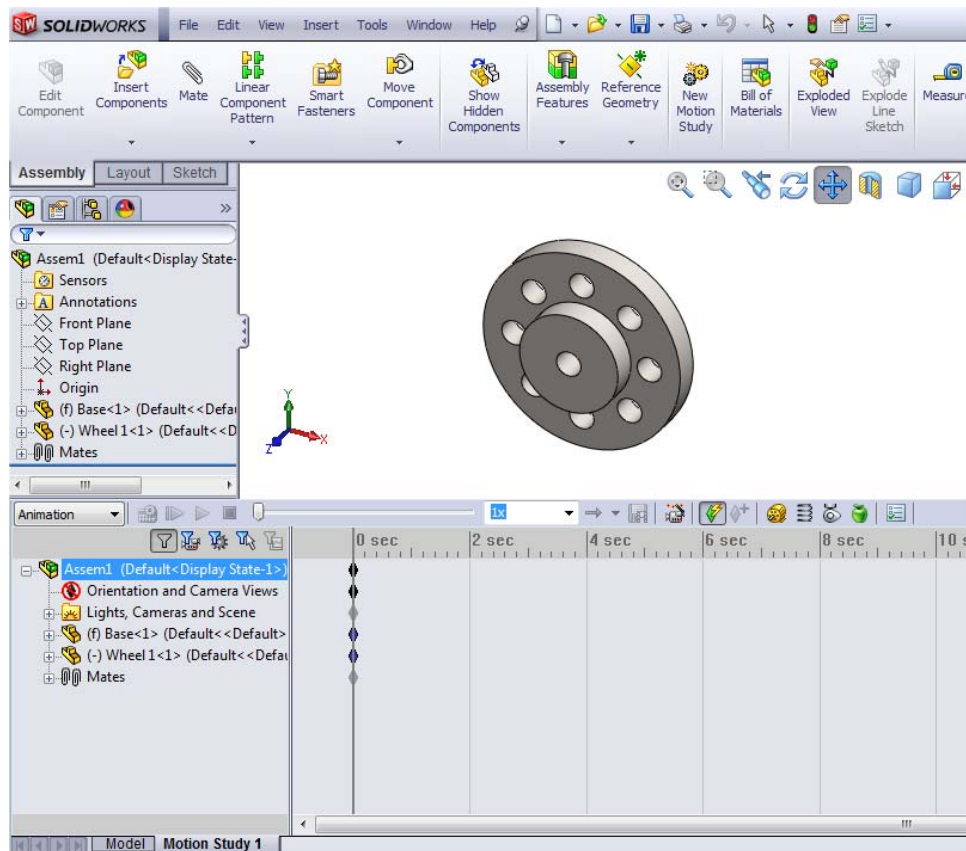 SW SOLIDWORKS File Edit View Insert Tools Window Help
Edit Component
Insert Components
Mate
Linear Component Pattern
Smart Fasteners
Move Component
Show Hidden Components
Assembly Features
Reference Geometry
New Motion Study
Bill of Materials
Exploded View
Explode Line Sketch
Measure
Assembly Layout Sketch
Assem1 (Default<Display State-
Sensors
A Annotations
Front Plane
Top Plane
Right Plane
Origin
(f) Base<1> (Default<<Defau
(-) Wheel1<1> (Default<<D
Mates
Y
X
Z
Animation 1x
0 sec 2 sec 4 sec 6 sec 8 sec 10 s
Assem1 (Default<Display State-1>)
Orientation and Camera Views
Lights, Cameras and Scene
(f) Base<1> (Default<<Default>
(-) Wheel1<1> (Default<<Defau
Mates
Model Motion Study 1